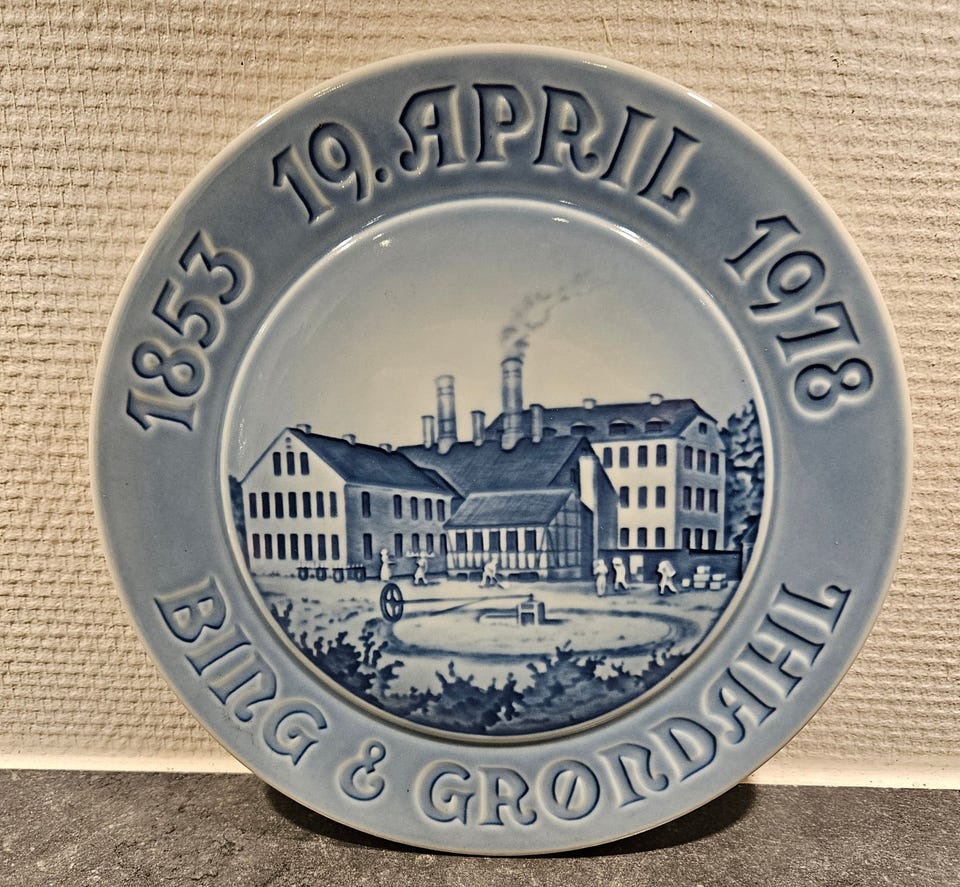 1853 19. APRIL 1978
BING & GRØNDAHL